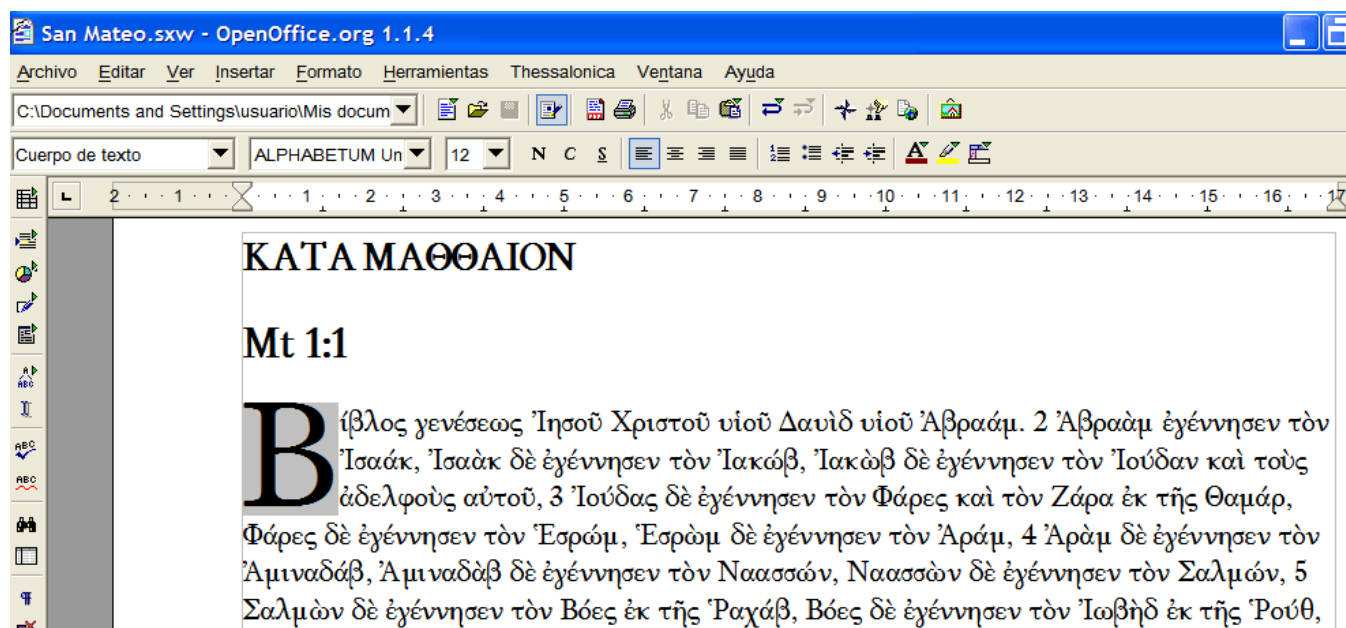 San Mateo.sxw - OpenOffice.org 1.1.4
Archivo Editar Ver Insertar Formato Herramientas Thessalonica Ventana Ayuda
C:\Documents and Settings\usuario\Mis docum
Cuerpo de texto ALPHABETUM Un 12 N C S
2 1 1 2 3 4 5 6 7 8 9 10 11 12 13 14 15 16 17
ΚΑΤΑ ΜΑΘΘΑΙΟΝ
Mt 1:1
Βίβλος γενέσεως Ἰησοῦ Χριστοῦ υἱοῦ Δαυὶδ υἱοῦ Ἀβραάμ. 2 Ἀβραὰμ ἐγέννησεν τὸν
Ἰσαάκ, Ἰσαὰκ δὲ ἐγέννησεν τὸν Ἰακώβ, Ἰακὼβ δὲ ἐγέννησεν τὸν Ἰούδαν καὶ τοὺς
ἀδελφοὺς αὐτοῦ, 3 Ἰούδας δὲ ἐγέννησεν τὸν Φάρες καὶ τὸν Ζάρα ἐκ τῆς Θαμάρ,
Φάρες δὲ ἐγέννησεν τὸν Ἑσρώμ, Ἑσρὼμ δὲ ἐγέννησεν τὸν Ἀράμ, 4 Ἀρὰμ δὲ ἐγέννησεν τὸν
Ἀμιναδάβ, Ἀμιναδὰβ δὲ ἐγέννησεν τὸν Ναασσών, Ναασσὼν δὲ ἐγέννησεν τὸν Σαλμών, 5
Σαλμὼν δὲ ἐγέννησεν τὸν Βόες ἐκ τῆς Ῥαχάβ, Βόες δὲ ἐγέννησεν τὸν Ἰωβὴδ ἐκ τῆς Ῥούθ,